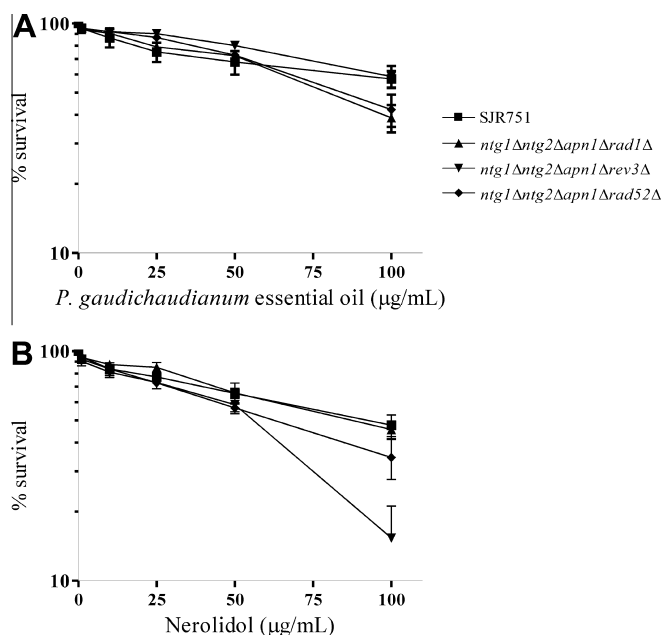 A
100
10
% survival
0 25 50 75 100
P. gaudichaudianum essential oil (µg/mL)
SJR751
ntg1Δntg2Δapn1Δrad1Δ
ntg1Δntg2Δapn1Δrev3Δ
ntg1Δntg2Δapn1Δrad52Δ
B
100
10
% survival
0 25 50 75 100
Nerolidol (µg/mL)